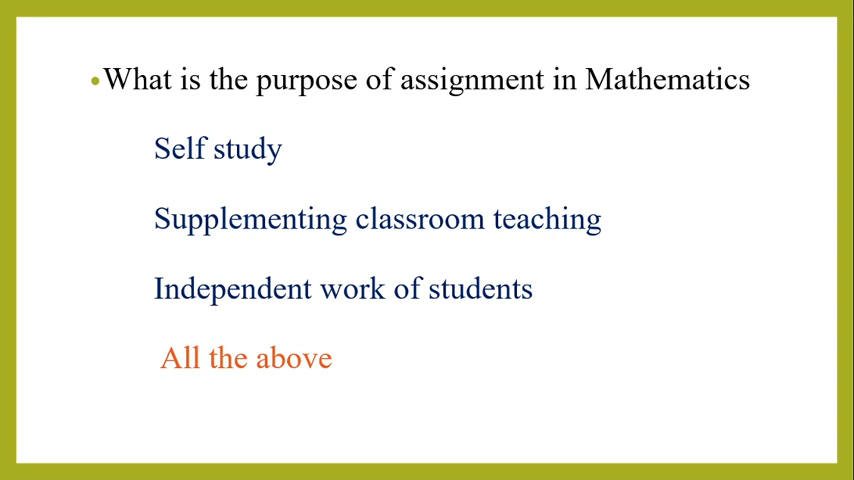 •What is the purpose of assignment in Mathematics
Self study
Supplementing classroom teaching
Independent work of students
All the above